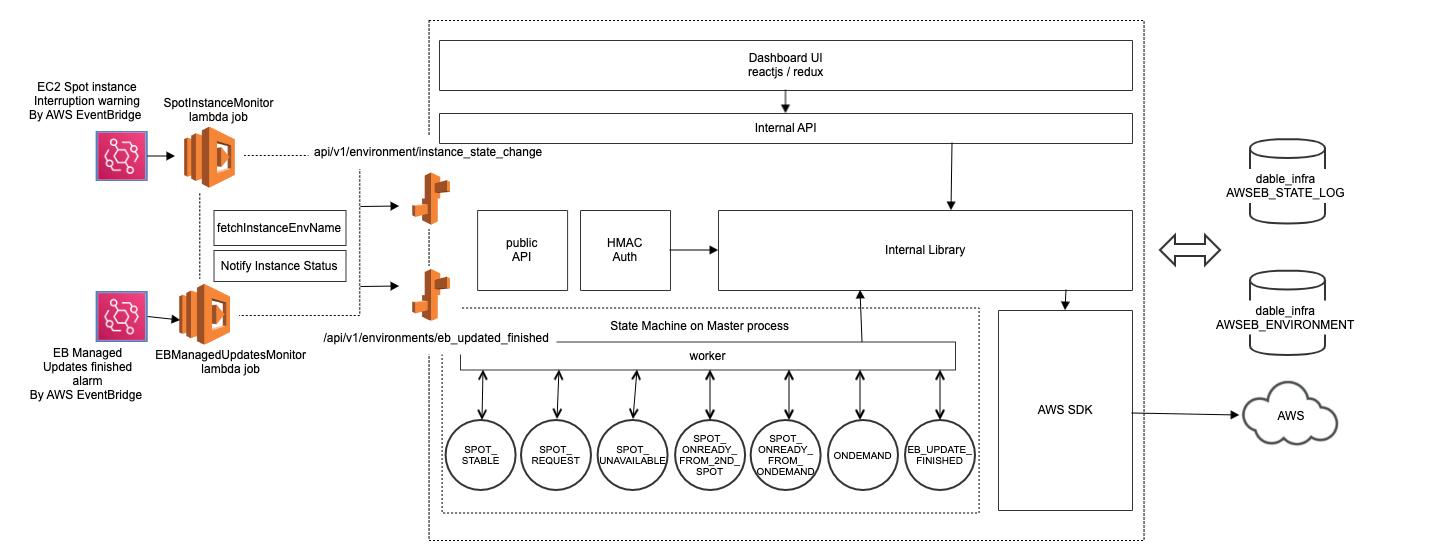 Dashboard UI
reactjs / redux
Internal API
EC2 Spot instance
Interruption warning
By AWS EventBridge
SpotInstanceMonitor
lambda job
api/v1/environment/instance_state_change
fetchInstanceEnvName
Notify Instance Status
public
API
HMAC
Auth
Internal Library
dable_infra
AWSEB_STATE_LOG
EB Managed
Updates finished
alarm
By AWS EventBridge
EBManagedUpdatesMonitor
lambda job
/api/v1/environments/eb_updated_finished
State Machine on Master process
worker
SPOT_
STABLE
SPOT_
REQUEST
SPOT_
UNAVAILABLE
SPOT_
ONREADY_
FROM_2ND_
SPOT
SPOT_
ONREADY_
FROM_
ONDEMAND
ONDEMAND
EB_UPDATE_
FINISHED
AWS SDK
dable_infra
AWSEB_ENVIRONMENT
AWS